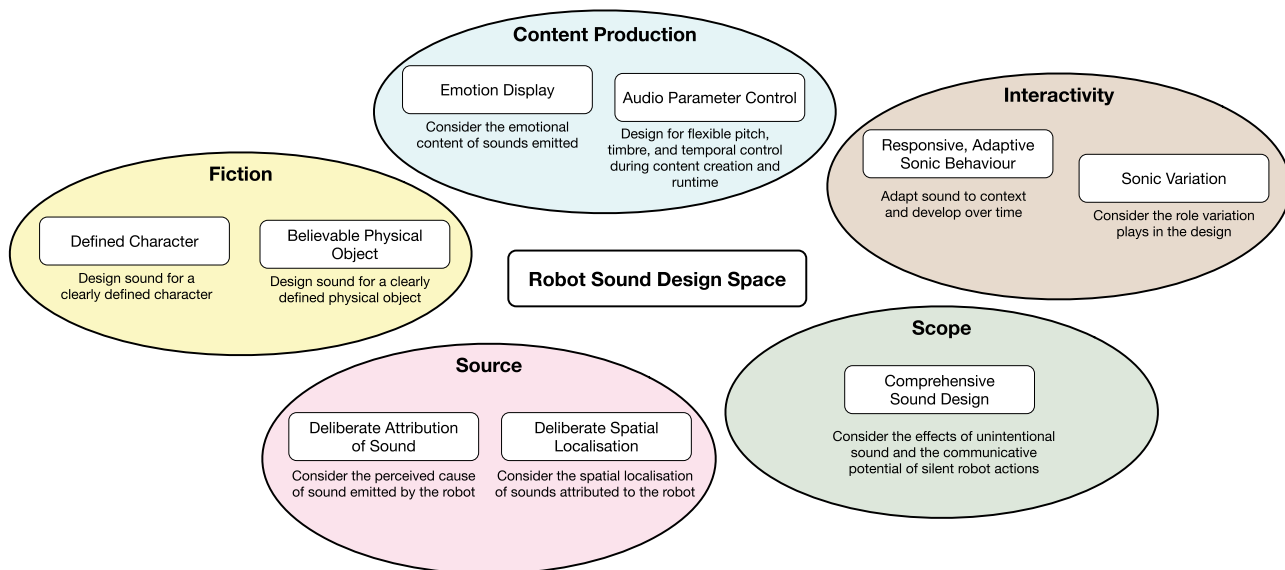 Content Production
Emotion Display
Consider the emotional
content of sounds emitted
Audio Parameter Control
Design for flexible pitch,
timbre, and temporal control
during content creation and
runtime
Interactivity
Responsive, Adaptive
Sonic Behaviour
Adapt sound to context
and develop over time
Sonic Variation
Consider the role variation
plays in the design
Fiction
Defined Character
Design sound for a
clearly defined character
Believable Physical
Object
Design sound for a clearly
defined physical object
Robot Sound Design Space
Source
Deliberate Attribution
of Sound
Consider the perceived cause
of sound emitted by the robot
Deliberate Spatial
Localisation
Consider the spatial localisation
of sounds attributed to the robot
Scope
Comprehensive
Sound Design
Consider the effects of unintentional
sound and the communicative
potential of silent robot actions